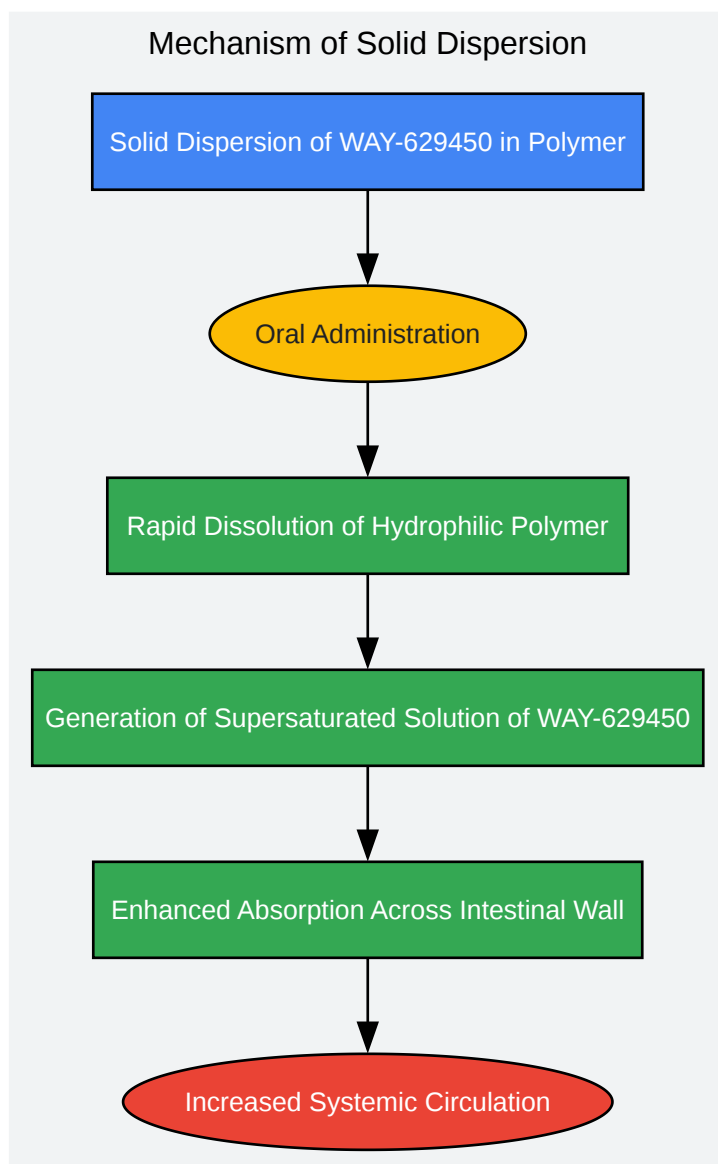 Mechanism of Solid Dispersion
Solid Dispersion of WAY-629450 in Polymer
Oral Administration
Rapid Dissolution of Hydrophilic Polymer
Generation of Supersaturated Solution of WAY-629450
Enhanced Absorption Across Intestinal Wall
Increased Systemic Circulation